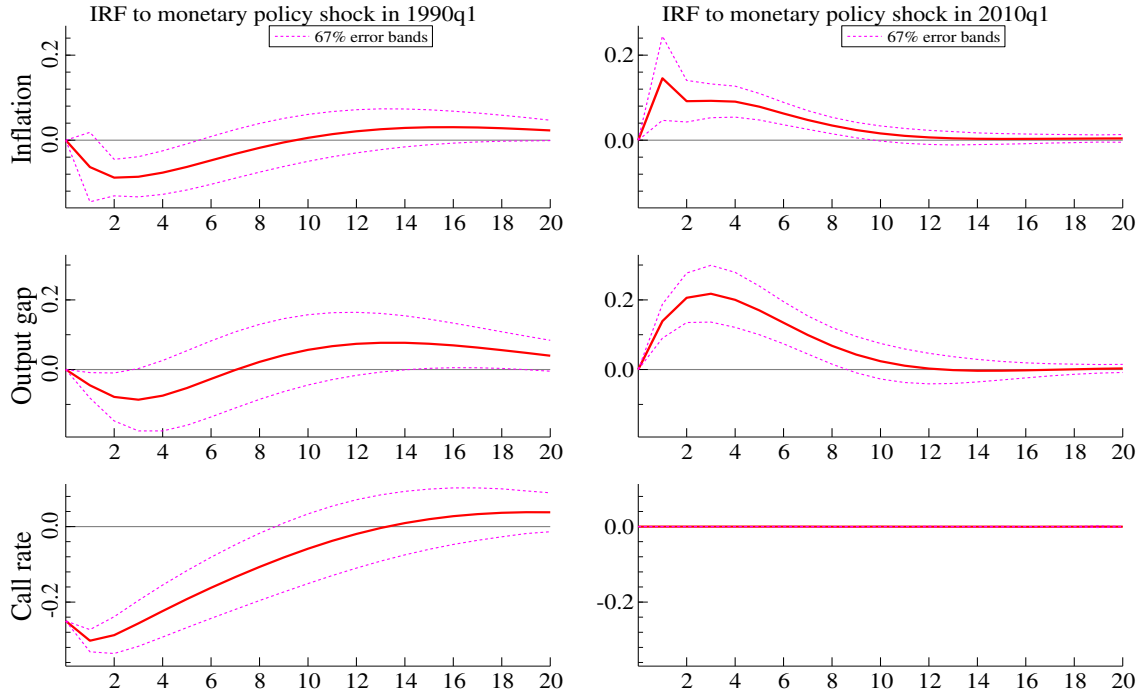 IRF to monetary policy shock in 1990q1
IRF to monetary policy shock in 2010q1
67% error bands
67% error bands
Inflation
0.2
0.0
2 4 6 8 10 12 14 16 18 20
0.2
0.0
2 4 6 8 10 12 14 16 18 20
Output gap
0.2
0.0
2 4 6 8 10 12 14 16 18 20
0.2
0.0
2 4 6 8 10 12 14 16 18 20
Call rate
0.0
-0.2
2 4 6 8 10 12 14 16 18 20
0.0
-0.2
2 4 6 8 10 12 14 16 18 20